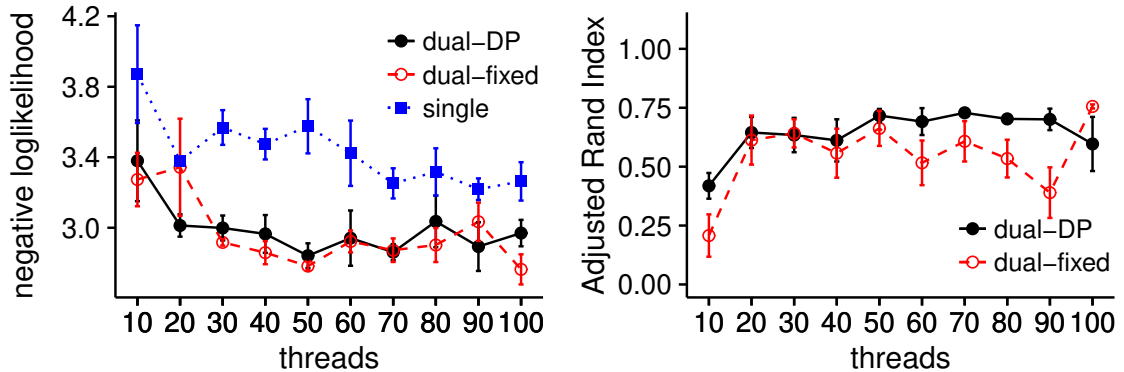 negative loglikelihood
4.2
3.8
3.4
3.0
dual−DP
dual−fixed
single
10 20 30 40 50 60 70 80 90 100
threads
Adjusted Rand Index
1.00
0.75
0.50
0.25
0.00
dual−DP
dual−fixed
10 20 30 40 50 60 70 80 90 100
threads